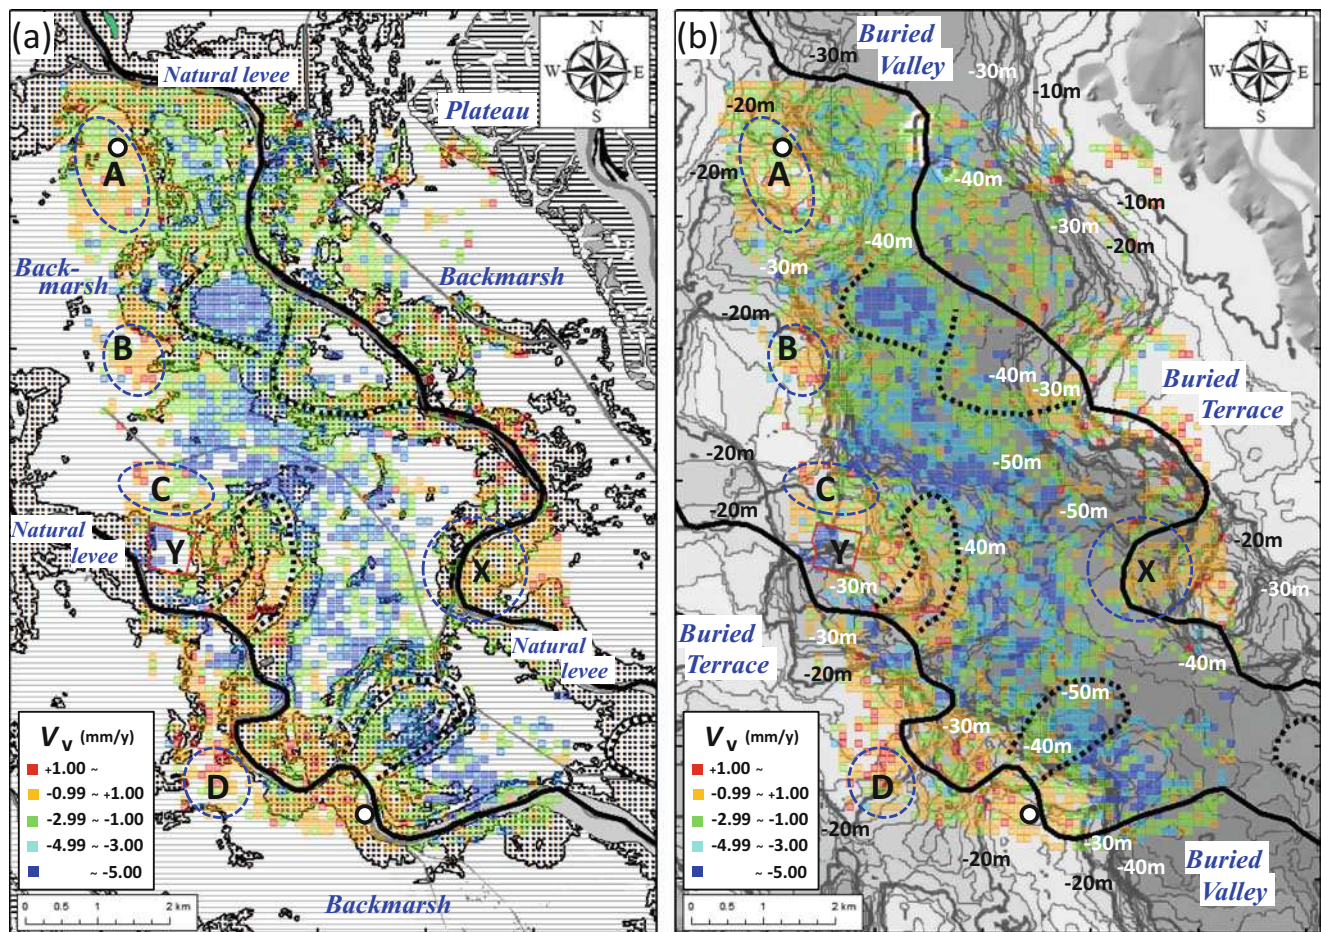 (a)
N
W E
S
Natural levee
Plateau
A
Back-
marsh
Backmarsh
B
C
Natural
levee
Y
X
Natural
levee
D
Backmarsh
Vv (mm/y)
+1.00 ~
-0.99 ~ +1.00
-2.99 ~ -1.00
-4.99 ~ -3.00
~ -5.00
0 0.5 1 2 km
(b)
Buried
Valley
N
W E
S
-30m
-30m
-10m
-20m
A
-20m
-40m
-10m
-30m
-20m
-40m
-30m
-20m
B
-40m
-30m
Buried
Terrace
-20m
-50m
C
-20m
-50m
Y
-40m
-20m
X
-30m
-30m
Buried
Terrace
-30m
-20m
-40m
-50m
-30m
-40m
D
-20m
-30m
-20m
-40m
-20m
Buried
Valley
Vv (mm/y)
+1.00 ~
-0.99 ~ +1.00
-2.99 ~ -1.00
-4.99 ~ -3.00
~ -5.00
0 0.5 1 2 km